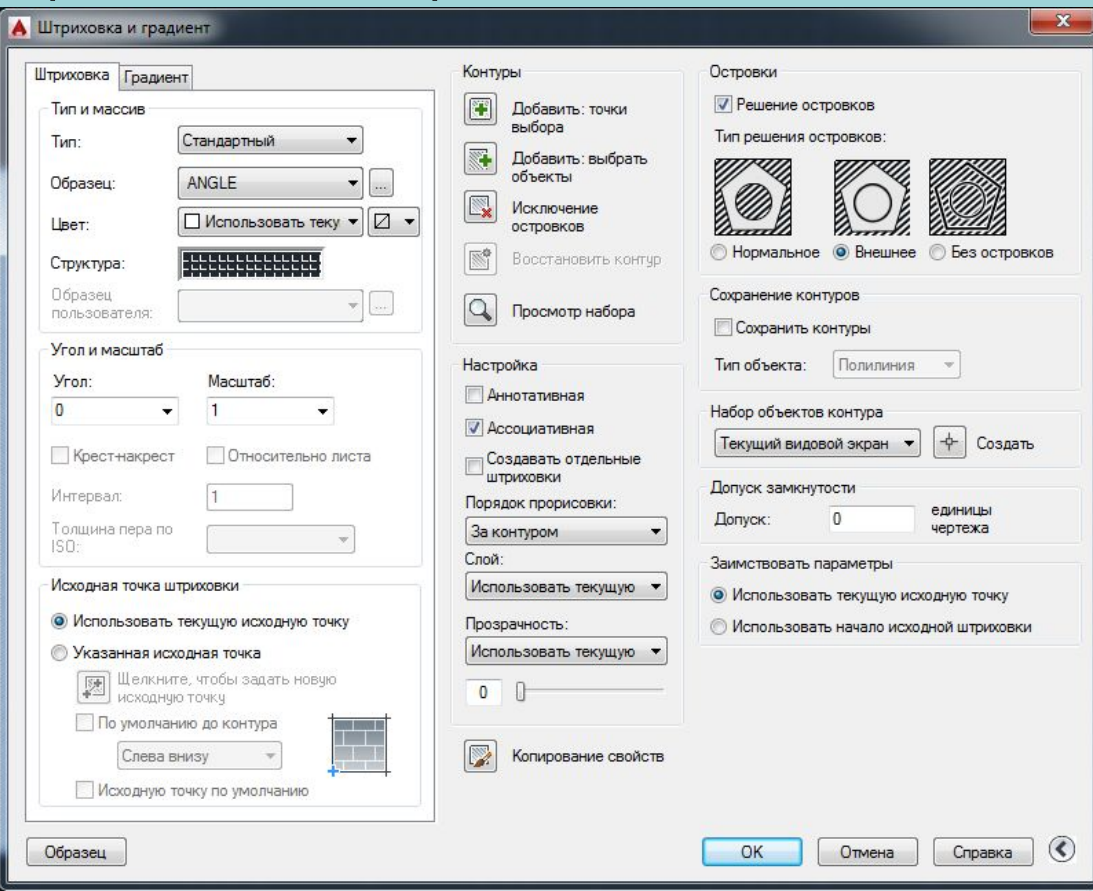 Штриховка и градиент
Штриховка
Градиент
Тип и массив
Тип:
Стандартный
Образец:
ANGLE
...
Цвет:
Использовать теку
Структура:
Образец
пользователя:
...
Угол и масштаб
Угол:
Масштаб:
0
1
Крест-накрест
Относительно листа
Интервал:
1
Толщина пера по
ISO:
Исходная точка штриховки
Использовать текущую исходную точку
Указанная исходная точка
Щелкните, чтобы задать новую
исходную точку
По умолчанию до контура
Слева внизу
Исходную точку по умолчанию
Контуры
Добавить: точки
выбора
Добавить: выбрать
объекты
Исключение
островков
Восстановить контур
Просмотр набора
Настройка
Аннотативная
Ассоциативная
Создавать отдельные
штриховки
Порядок прорисовки:
За контуром
Слой:
Использовать текущую
Прозрачность:
Использовать текущую
0
Копирование свойств
Островки
Решение островков
Тип решения островков:
Нормальное
Внешнее
Без островков
Сохранение контуров
Сохранить контуры
Тип объекта:
Полилиния
Набор объектов контура
Текущий видовой экран
Создать
Допуск замкнутости
Допуск:
0
единицы
чертежа
Заимствовать параметры
Использовать текущую исходную точку
Использовать начало исходной штриховки
Образец
OK
Отмена
Справка